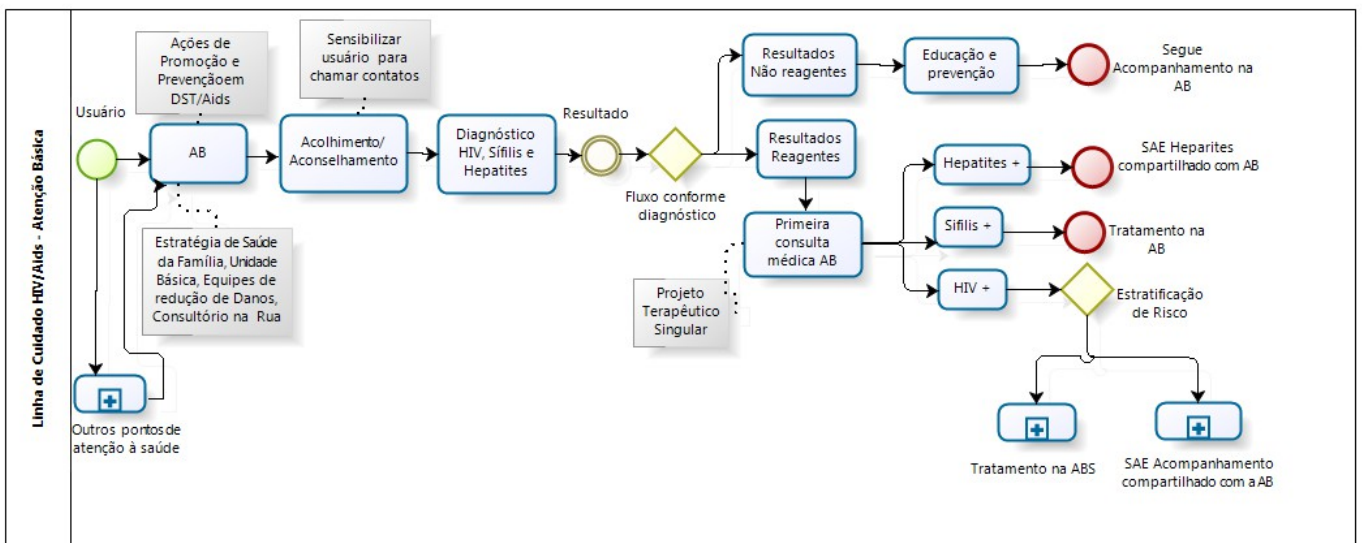 Linha de Cuidado HIV/Aids - Atenção Básica
Usuário
Ações de
Promoção e
Prevençãoem
DST/Aids
AB
Estratégia de Saúde
da Família, Unidade
Básica, Equipes de
redução de Danos,
Consultório na Rua
Outros pontos de
atenção à saúde
Sensibilizar
usuário para
chamar contatos
Acolhimento/
Aconselhamento
Diagnóstico
HIV, Sífilis e
Hepatites
Resultado
Fluxo conforme
diagnóstico
Resultados
Não reagentes
Educação e
prevenção
Segue
Acompanhamento na
AB
Resultados
Reagentes
Primeira
consulta
médica AB
Projeto
Terapêutico
Singular
Hepatites +
SAE Heparites
compartilhado com AB
Sífilis +
Tratamento na
AB
HIV +
Estratificação
de Risco
Tratamento na ABS
SAE Acompanhamento
compartilhado com a AB